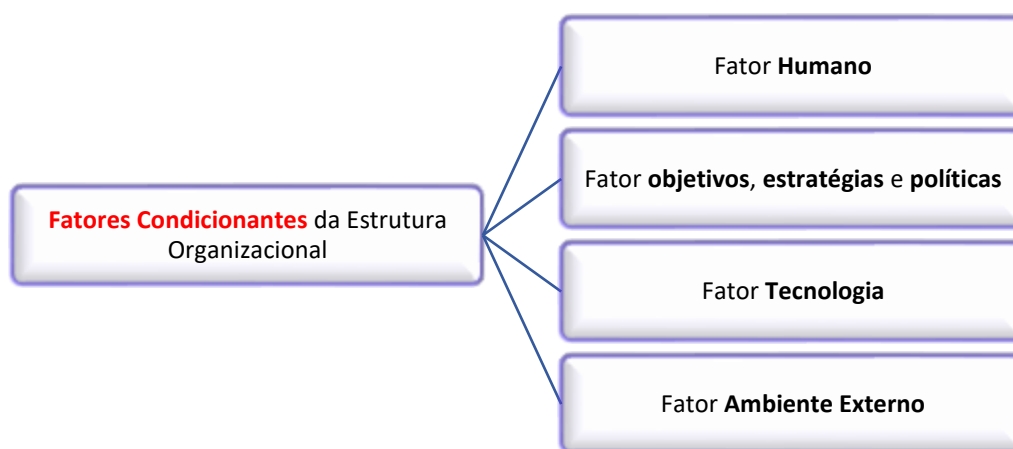 Fator Humano
Fator objetivos, estratégias e políticas
Fatores Condicionantes da Estrutura
Organizacional
Fator Tecnologia
Fator Ambiente Externo